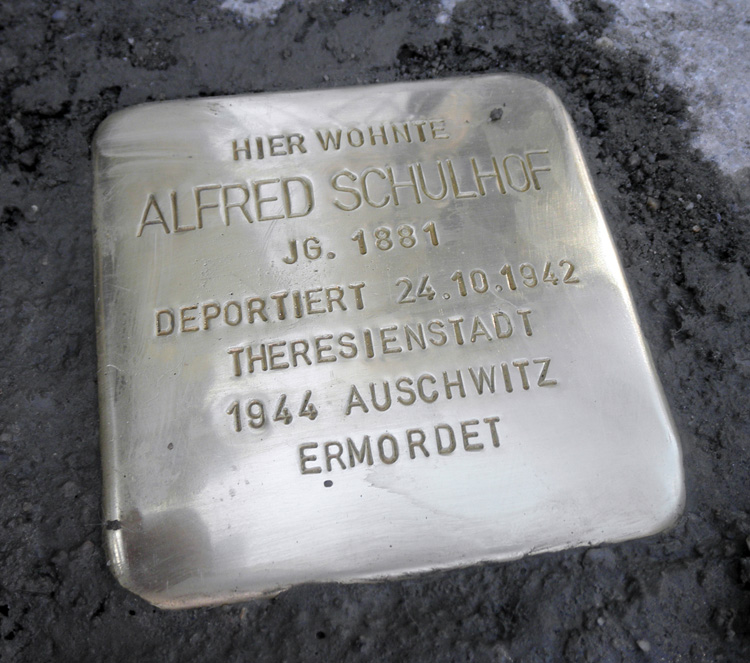 HIER WOHNTE
ALFRED SCHULHOF
JG. 1881
DEPORTIERT 24.10.1942
THERESIENSTADT
1944 AUSCHWITZ
ERMORDET